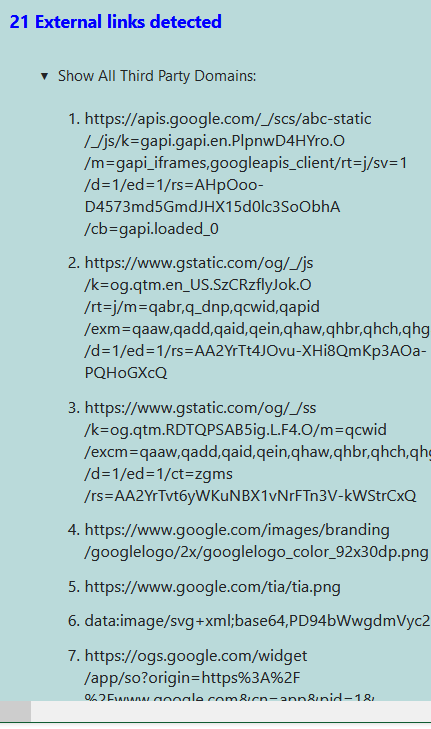 21 External links detected
▼ Show All Third Party Domains:
1. https://apis.google.com/_/scs/abc-static
/_/js/k=gapi.gapi.en.PlpnwD4HYro.O
/m=gapi_iframes,googleapis_client/rt=j/sv=1
/d=1/ed=1/rs=AHpOoo-
D4573md5GmdJHX15d0lc3SoObhA
/cb=gapi.loaded_0
2. https://www.gstatic.com/og/_/js
/k=og.qtm.en_US.SzCRzflyJok.O
/rt=j/m=qabr,q_dnp,qcwid,qapid
/exm=qaaw,qadd,qaid,qein,qhaw,qhbr,qhch,qhg
/d=1/ed=1/rs=AA2YrTt4JOvu-XHi8QmKp3AOa-
PQHoGXcQ
3. https://www.gstatic.com/og/_/ss
/k=og.qtm.RDTQPSAB5ig.L.F4.O/m=qcwid
/excm=qaaw,qadd,qaid,qein,qhaw,qhbr,qhch,qhg
/d=1/ed=1/ct=zgms
/rs=AA2YrTvt6yWKuNBX1vNrFTn3V-kWStrCxQ
4. https://www.google.com/images/branding
/googlelogo/2x/googlelogo_color_92x30dp.png
5. https://www.google.com/tia/tia.png
6. data:image/svg+xml;base64,PD94bWwgdmVyc2
7. https://ogs.google.com/widget
/app/so?origin=https%3A%2F
%2Fwww.google.com&cn=app&pid=1&